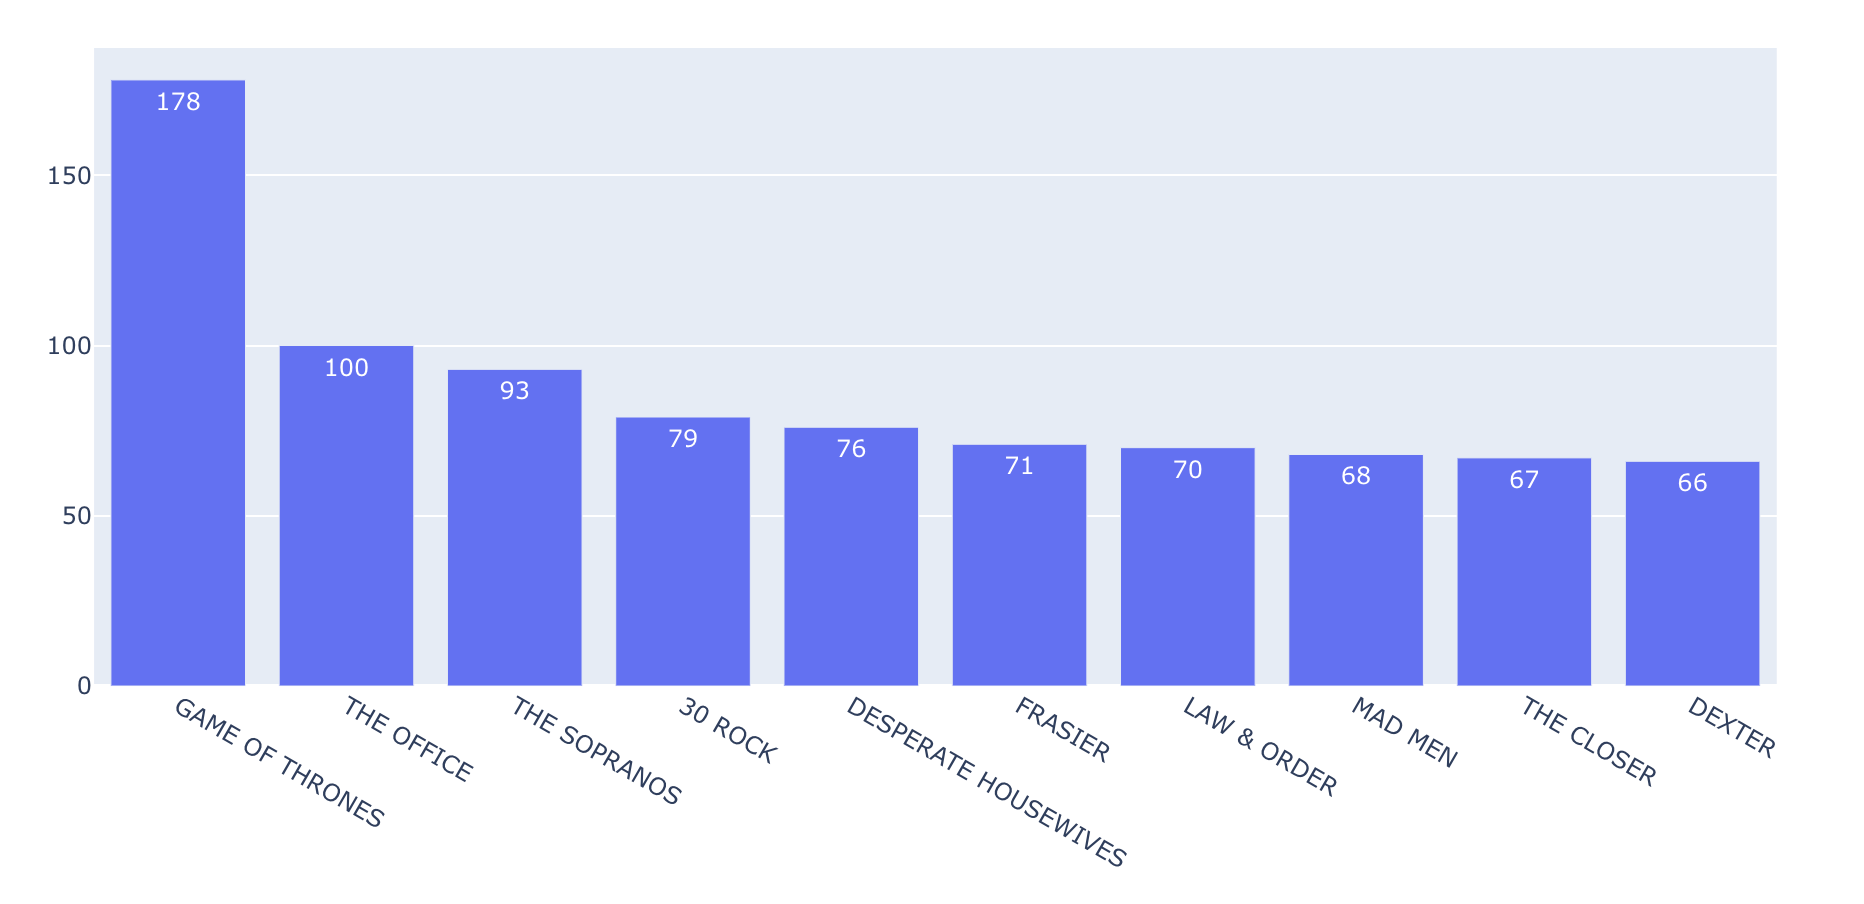 178
150
100
100
93
79
76
71
70
68
67
66
50
0
GAME OF THRONES
THE OFFICE
THE SOPRANOS
30 ROCK
DESPERATE HOUSEWIVES
FRASIER
LAW & ORDER
MAD MEN
THE CLOSER
DEXTER